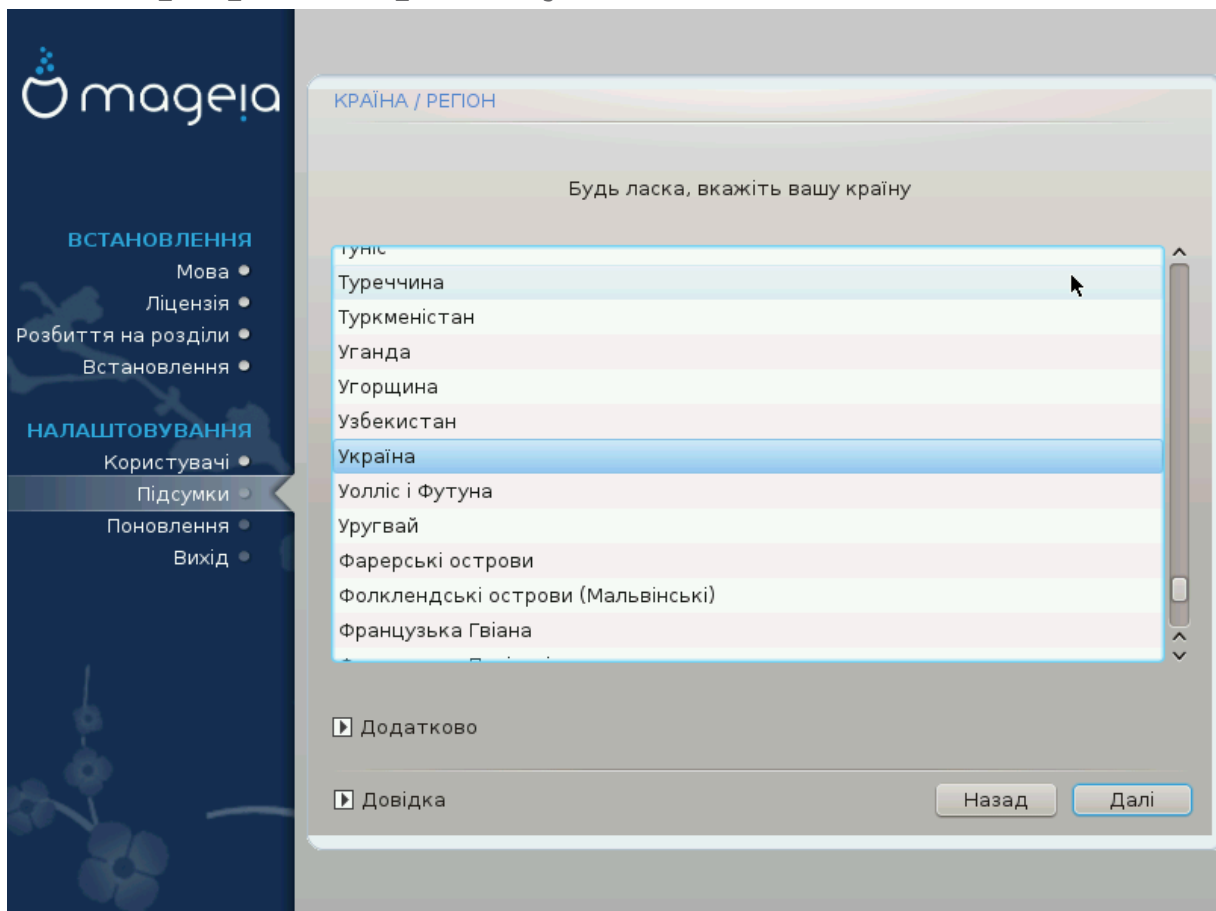 mageia
ВСТАНОВЛЕННЯ
Мова
Ліцензія
Розбиття на розділи
Встановлення
НАЛАШТОВУВАННЯ
Користувачі
Підсумки
Поновлення
Вихід
КРАЇНА / РЕГІОН
Будь ласка, вкажіть вашу країну
Туніс
Туреччина
Туркменістан
Уганда
Угорщина
Узбекистан
Україна
Уолліс і Футуна
Уругвай
Фарерські острови
Фолклендські острови (Мальвінські)
Французька Гвіана
Додатково
Довідка
Назад
Далі